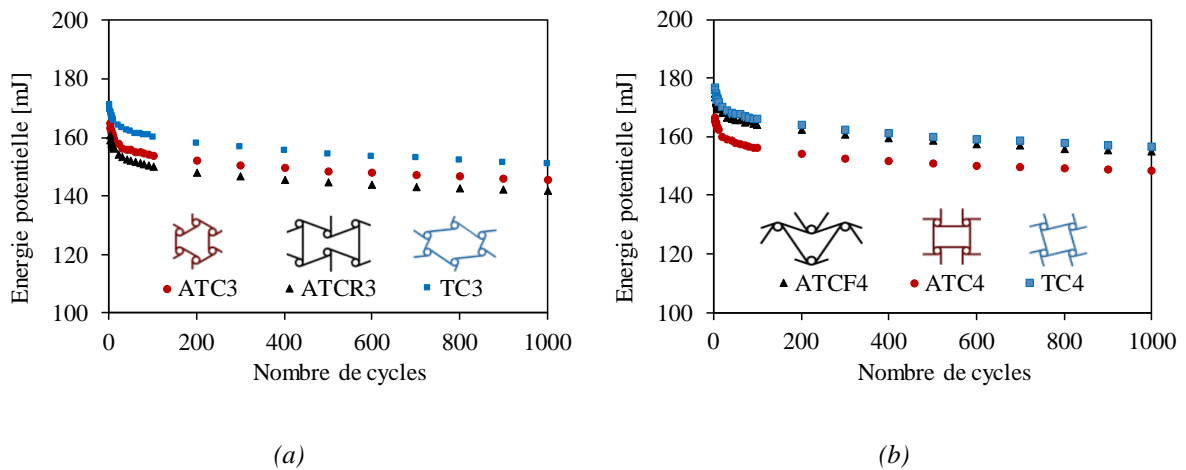 200
180
160
140
120
100
Energie potentielle [mJ]
ATC3
ATCR3
TC3
0
200
400
600
800
1000
Nombre de cycles
(a)
200
180
160
140
120
100
Energie potentielle [mJ]
ATCF4
ATC4
TC4
0
200
400
600
800
1000
Nombre de cycles
(b)